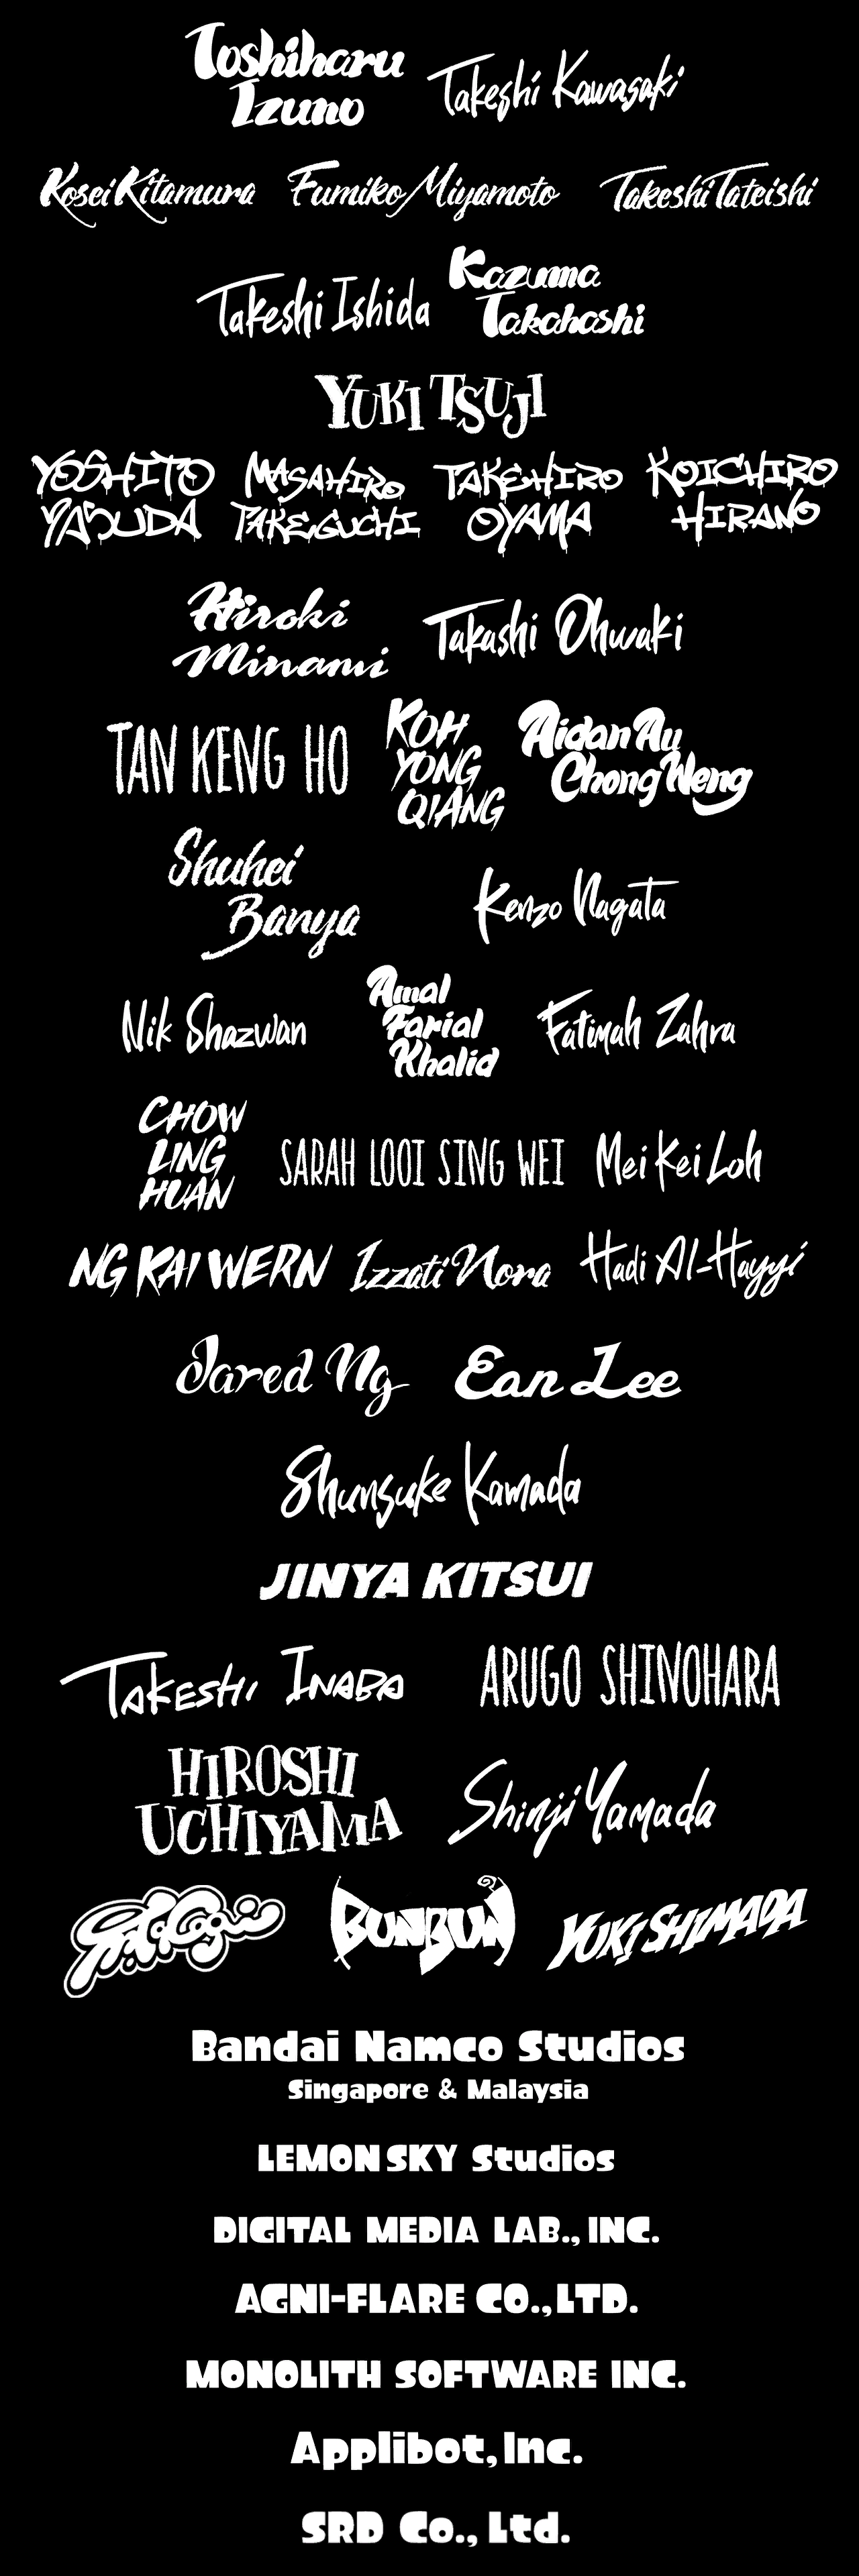 Toshiharu Izuno Takeshi Kawasaki
Kosei Kitamura Fumiko Miyamoto Takeshi Tateishi
Takeshi Ishida Kazuma Takahashi
YUKI TSUJI
YOSHITO YASUDA MASAHIRO TAKEGUCHI TAKEHIRO OYAMA KOICHIRO HIRANO
Hiroki Minami Takashi Ohwaki
TAN KENG HO KOH YONG QIANG Aidan Au Chong Weng
Shuhei Banya Kenzo Nagata
Nik Shazwan Amal Farial Khalid Fatimah Zahra
CHOW LING HUAN SARAH LOOI SING WEI Mei Kei Loh
NG KAI WERN Izzati Nora Hadi Al-Hayyi
Jared Ng Ean Lee
Shunsuke Kamada
JINYA KITSUI
TAKESHI INABA ARUGO SHINOHARA
HIROSHI UCHIYAMA Shinji Yamada
BUNBUN YUKI SHIMADA
Bandai Namco Studios
Singapore & Malaysia
LEMON SKY Studios
DIGITAL MEDIA LAB., INC.
AGNI-FLARE CO.,LTD.
MONOLITH SOFTWARE INC.
Applibot, Inc.
SRD Co., Ltd.